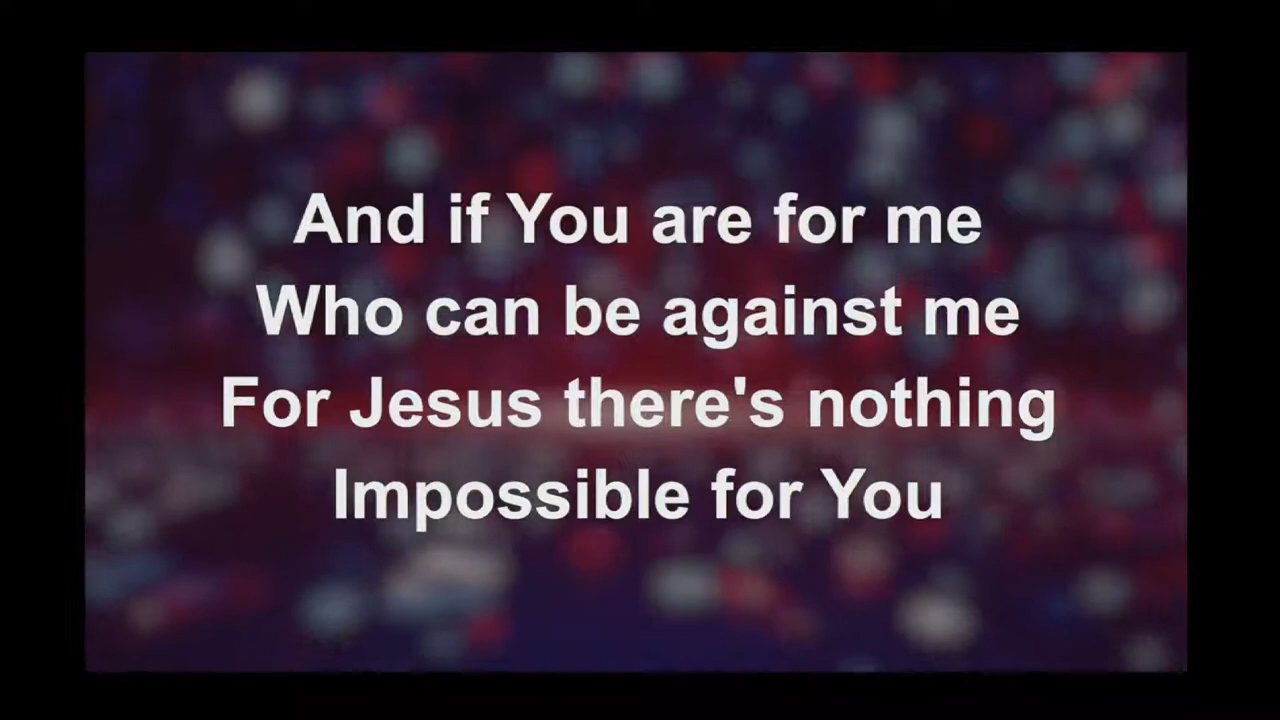 And if You are for me
Who can be against me
For Jesus there's nothing
Impossible for You